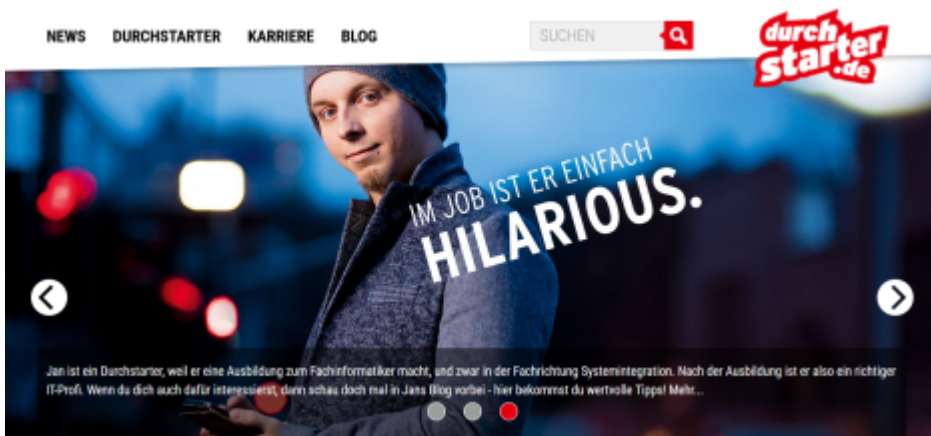 NEWS DURCHSTARTER KARRIERE BLOG SUCHEN
durch
starter
.de
IM JOB IST ER EINFACH
HILARIOUS.
Jan ist ein Durchstarter, weil er eine Ausbildung zum Fachinformatiker macht, und zwar in der Fachrichtung Systemintegration. Nach der Ausbildung ist er also ein richtiger
IT-Profi. Wenn du dich auch dafür interessierst, dann schau doch mal in Jans Blog vorbei - hier bekommst du wertvolle Tipps! Mehr...